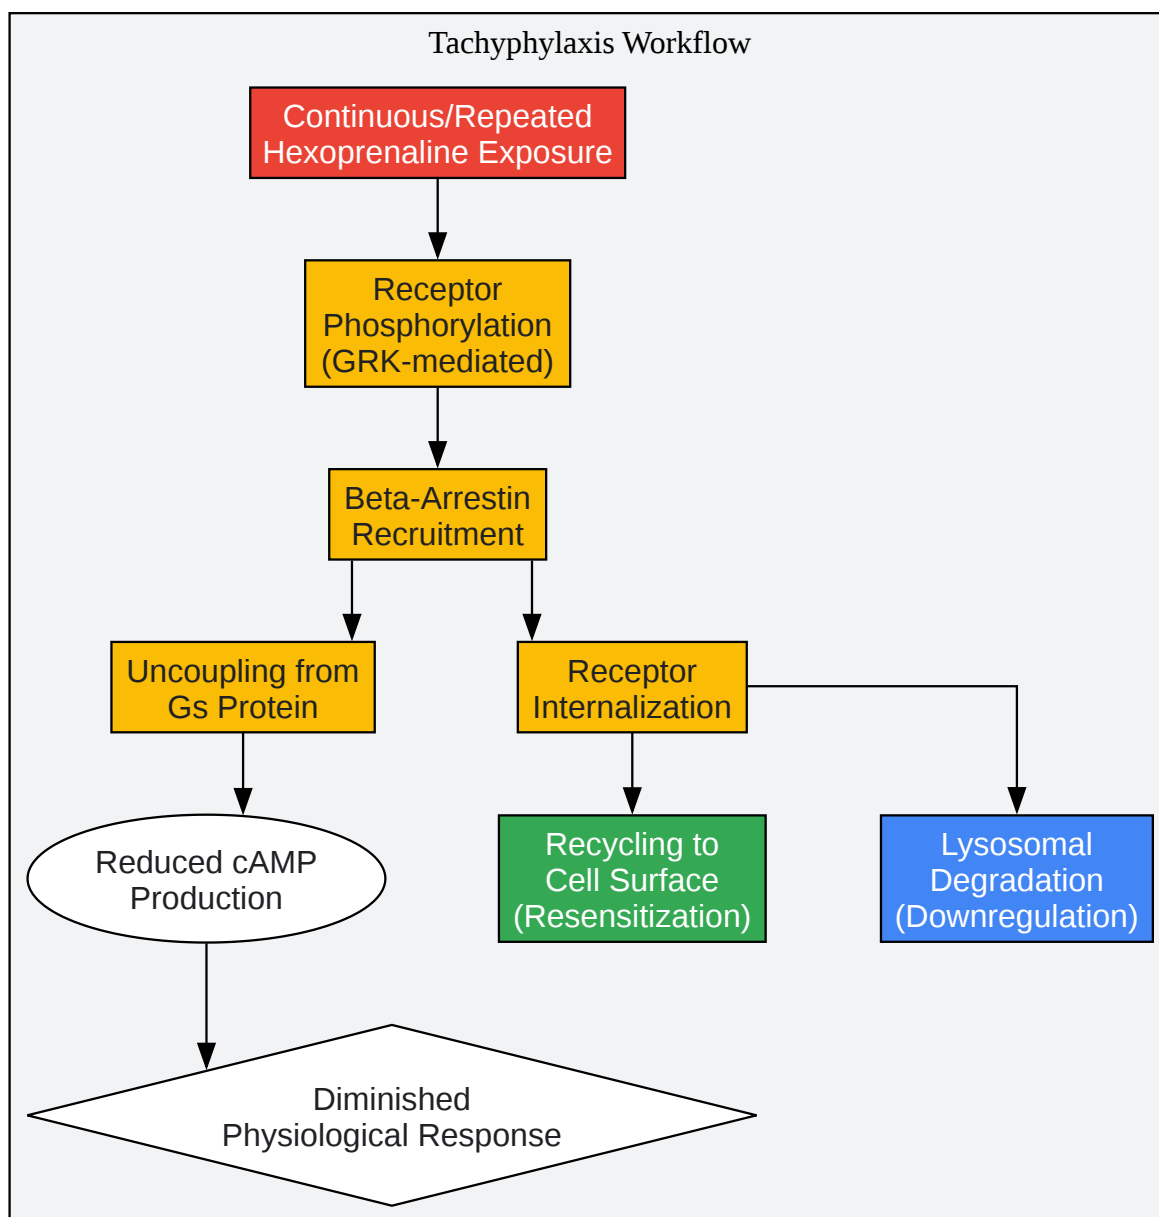 Tachyphylaxis Workflow
Continuous/Repeated
Hexoprenaline Exposure
Receptor
Phosphorylation
(GRK-mediated)
Beta-Arrestin
Recruitment
Uncoupling from
Gs Protein
Receptor
Internalization
Reduced cAMP
Production
Recycling to
Cell Surface
(Resensitization)
Lysosomal
Degradation
(Downregulation)
Diminished
Physiological Response